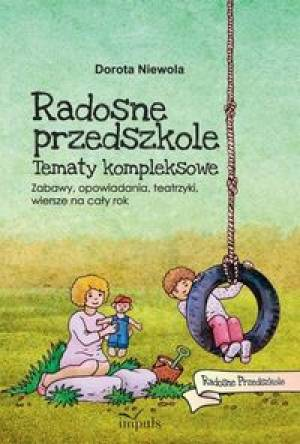 Dorota Niewola
Radosne
przedszkole
Tematy kompleksowe
Zabawy, opowiadania, teatrzyki,
wiersze na cały rok
Radosne Przedszkole
impuls